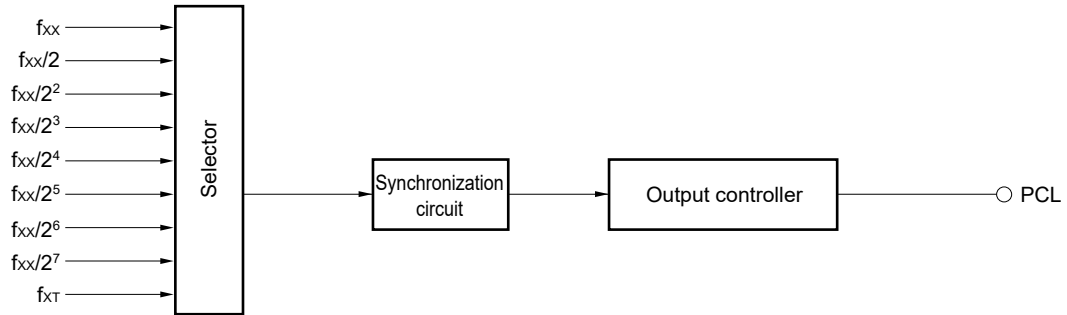 fXX
fXX/2
fXX/2²
fXX/2³
fXX/2⁴
fXX/2⁵
fXX/2⁶
fXX/2⁷
fXT
Selector
Synchronization
circuit
Output controller
PCL